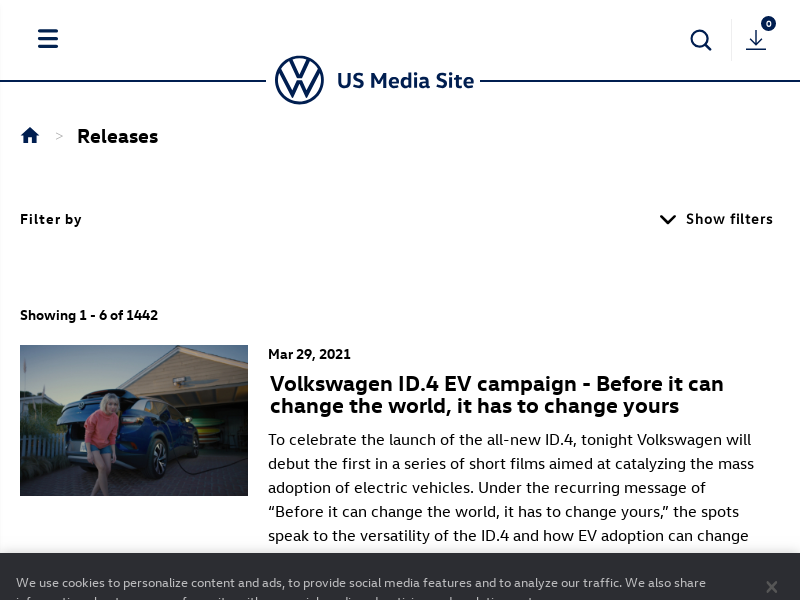 0
US Media Site
> Releases
Filter by
Show filters
Showing 1 - 6 of 1442
Mar 29, 2021
Volkswagen ID.4 EV campaign - Before it can
change the world, it has to change yours
To celebrate the launch of the all-new ID.4, tonight Volkswagen will
debut the first in a series of short films aimed at catalyzing the mass
adoption of electric vehicles. Under the recurring message of
“Before it can change the world, it has to change yours,” the spots
speak to the versatility of the ID.4 and how EV adoption can change
We use cookies to personalize content and ads, to provide social media features and to analyze our traffic. We also share